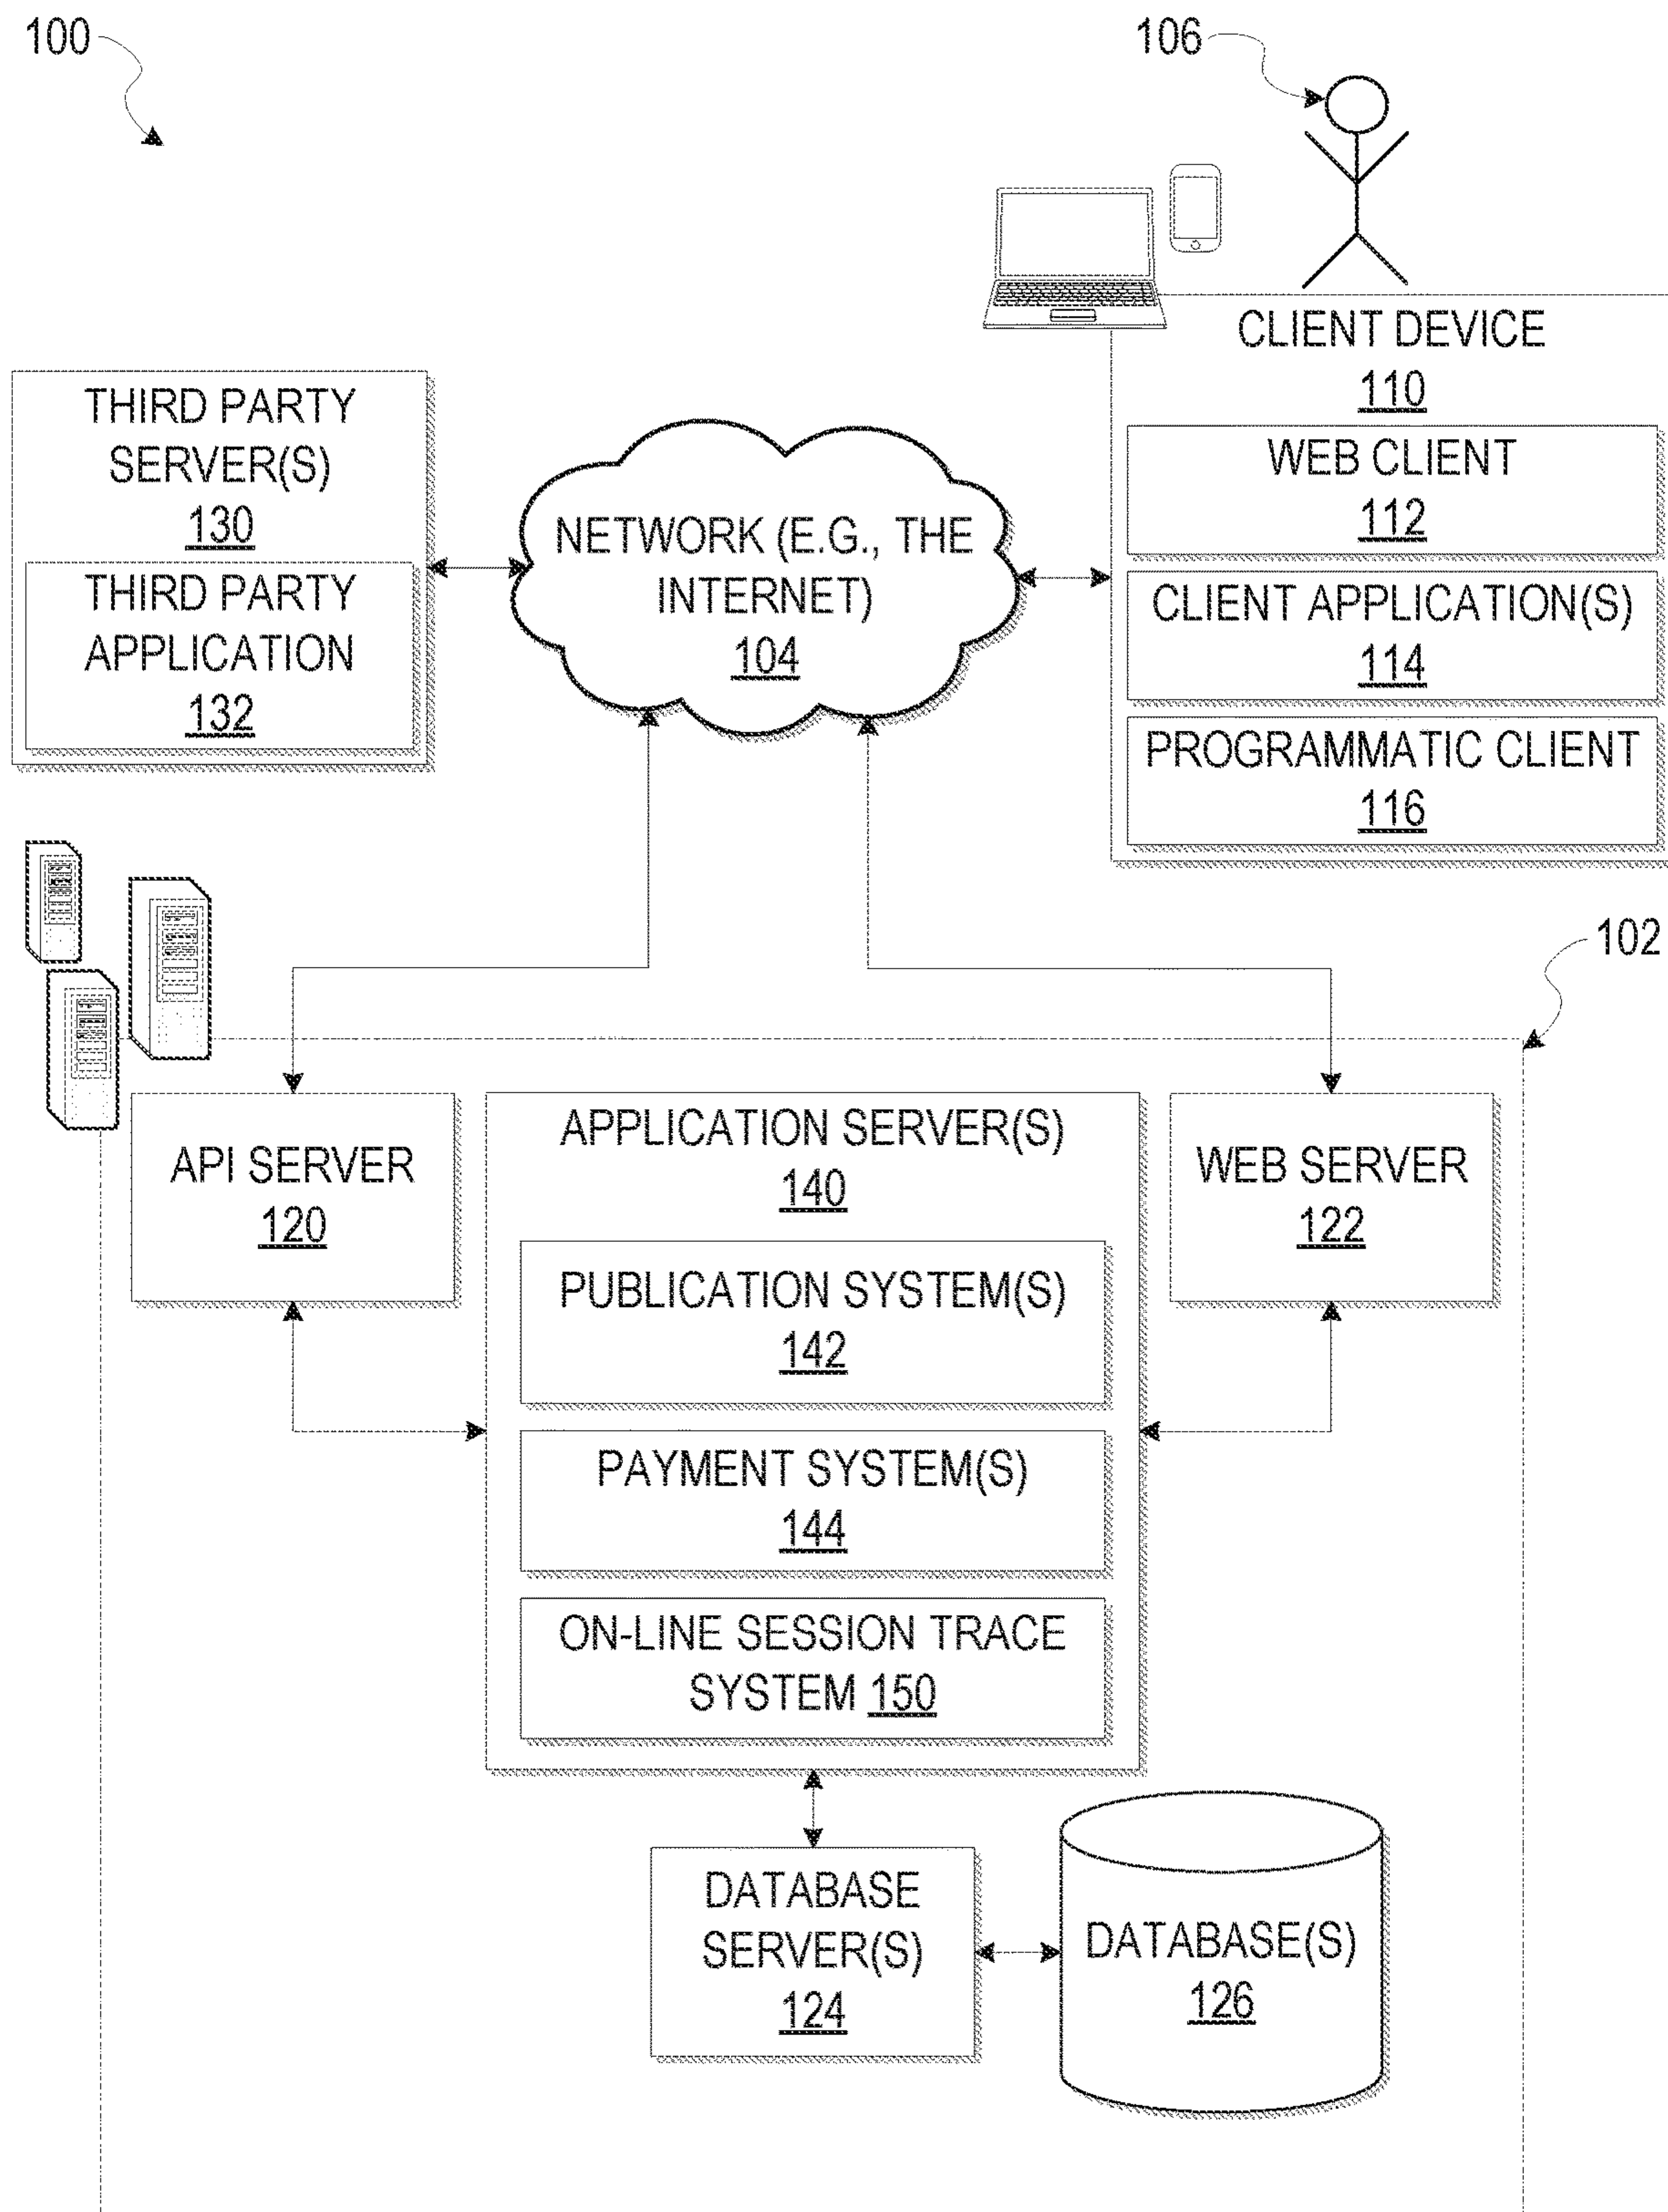 100
106
CLIENT DEVICE
110
WEB CLIENT
112
CLIENT APPLICATION(S)
114
PROGRAMMATIC CLIENT
116
THIRD PARTY
SERVER(S)
130
THIRD PARTY
APPLICATION
132
NETWORK (E.G., THE
INTERNET)
104
102
API SERVER
120
APPLICATION SERVER(S)
140
PUBLICATION SYSTEM(S)
142
PAYMENT SYSTEM(S)
144
ON-LINE SESSION TRACE
SYSTEM 150
WEB SERVER
122
DATABASE
SERVER(S)
124
DATABASE(S)
126